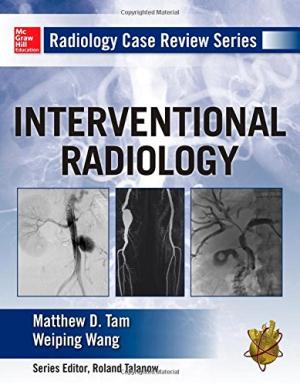 Mc
Graw
Hill
Education
Radiology Case Review Series
INTERVENTIONAL
RADIOLOGY
Matthew D. Tam
Weiping Wang
Series Editor, Roland Talanow